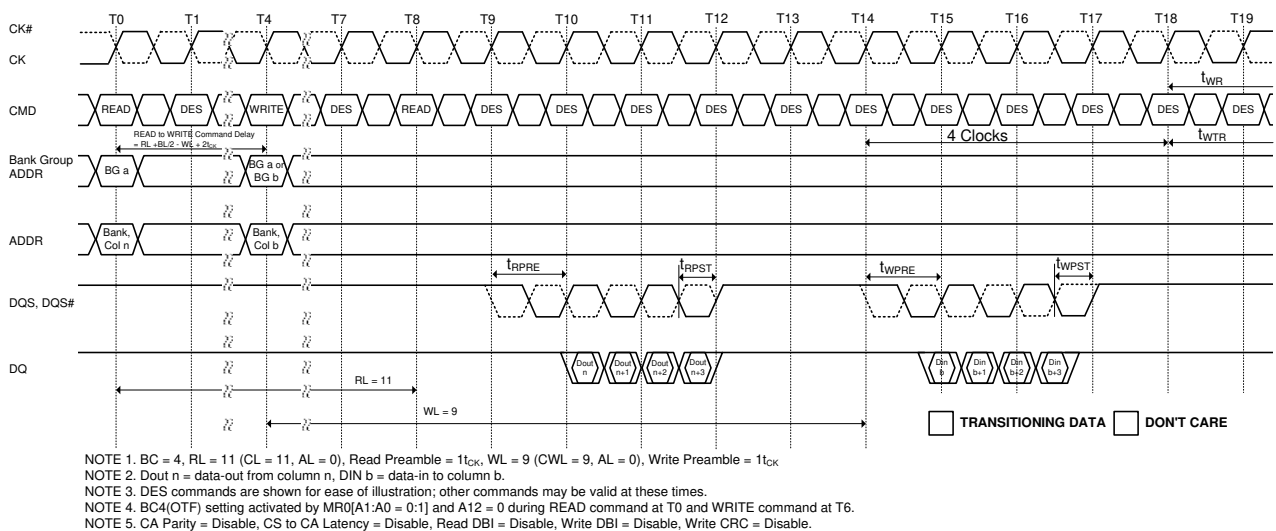 T0 T1 T4 T7 T8 T9 T10 T11 T12 T13 T14 T15 T16 T17 T18 T19
CK#
CK
tWR
CMD READ DES WRITE DES READ DES DES DES DES DES DES DES DES DES DES DES
READ to WRITE Command Delay
= RL +BL/2 - WL + 2tCK
4 Clocks tWTR
Bank Group
ADDR
BG a
BG a or
BG b
ADDR
Bank,
Col n
Bank,
Col b
tRPRE tRPST tWPRE tWPST
DQS, DQS#
DQ
Dout
n
Dout
n+1
Dout
n+2
Dout
n+3
Din
b
Din
b+1
Din
b+2
Din
b+3
RL = 11
WL = 9
TRANSITIONING DATA DON'T CARE
NOTE 1. BC = 4, RL = 11 (CL = 11, AL = 0), Read Preamble = 1tCK, WL = 9 (CWL = 9, AL = 0), Write Preamble = 1tCK
NOTE 2. Dout n = data-out from column n, DIN b = data-in to column b.
NOTE 3. DES commands are shown for ease of illustration; other commands may be valid at these times.
NOTE 4. BC4(OTF) setting activated by MR0[A1:A0 = 0:1] and A12 = 0 during READ command at T0 and WRITE command at T6.
NOTE 5. CA Parity = Disable, CS to CA Latency = Disable, Read DBI = Disable, Write DBI = Disable, Write CRC = Disable.